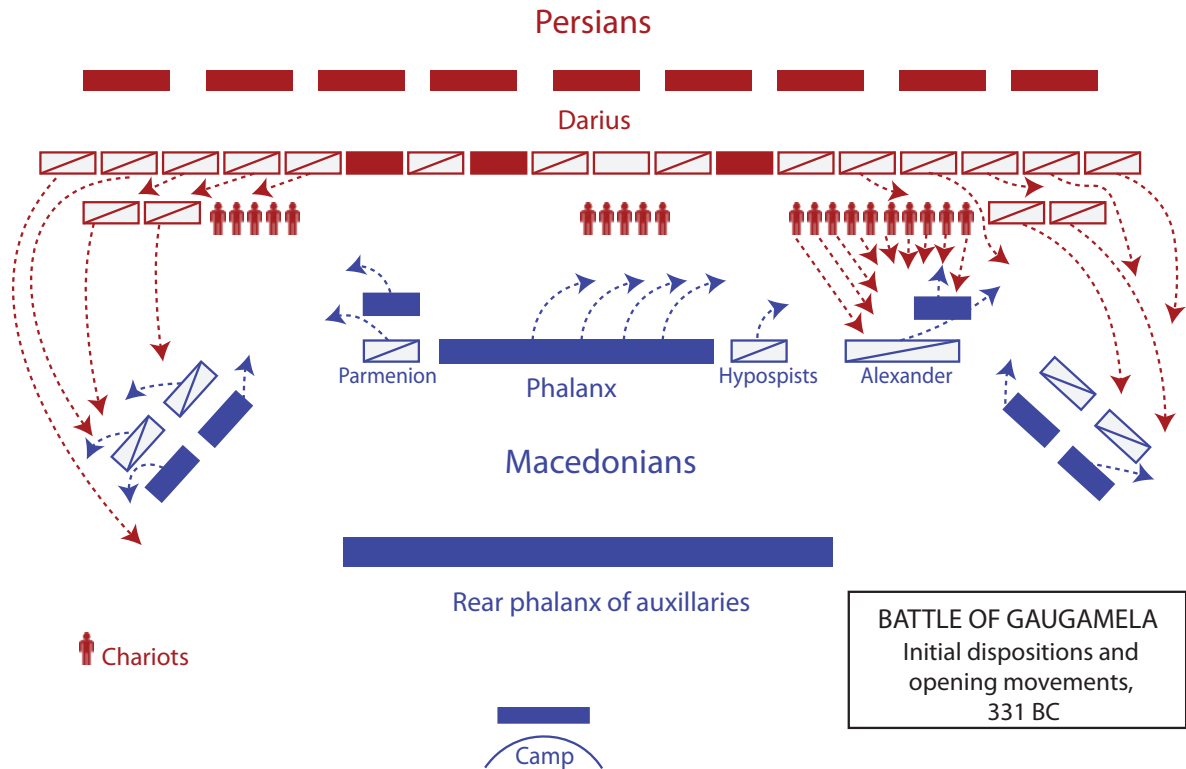 Persians
Darius
Parmenion
Phalanx
Hypospists
Alexander
Macedonians
Rear phalanx of auxillaries
Chariots
BATTLE OF GAUGAMELA
Initial dispositions and
opening movements,
331 BC
Camp